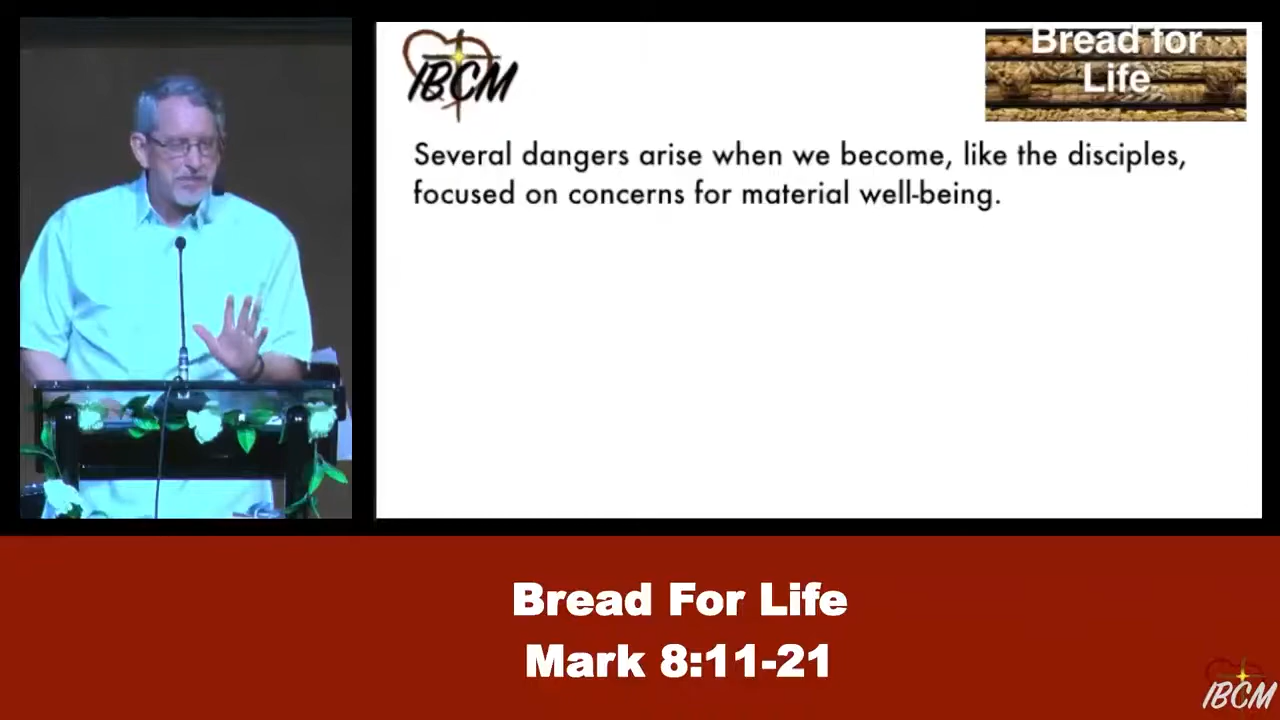 IBCM
Bread for
Life
Several dangers arise when we become, like the disciples,
focused on concerns for material well-being.
Bread For Life
Mark 8:11-21
IBCM